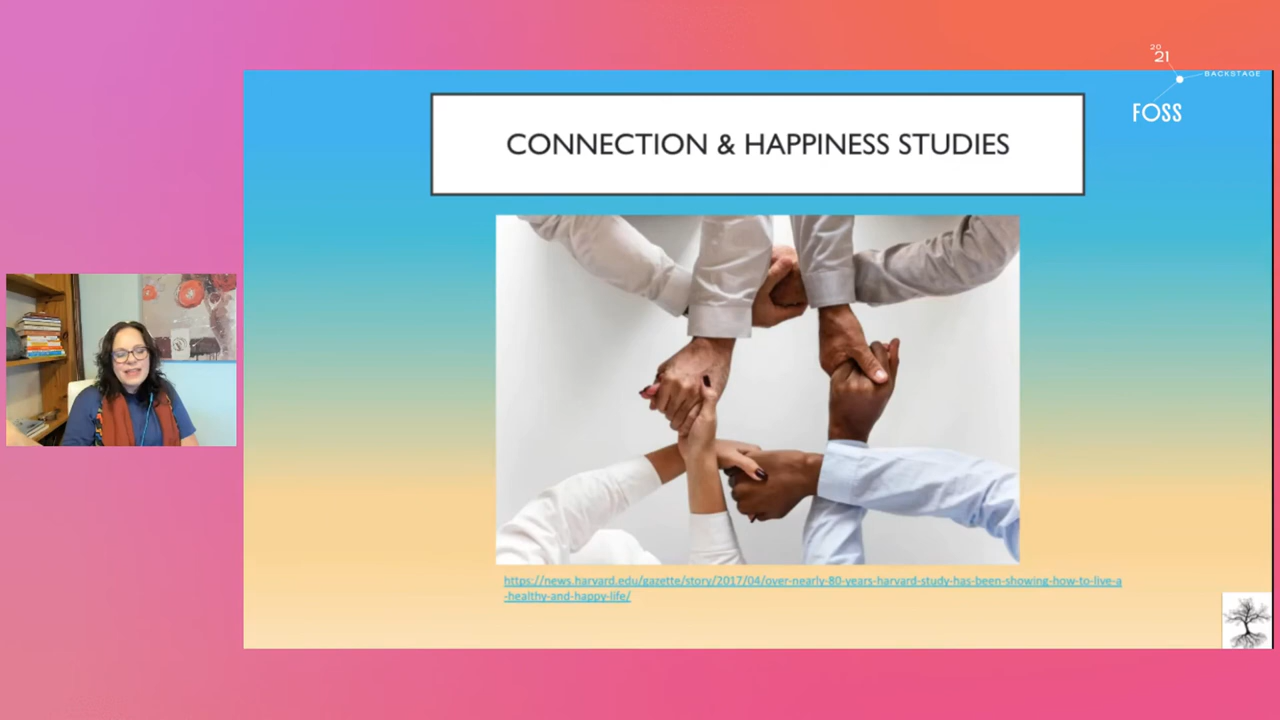 20
21
BACKSTAGE
FOSS
CONNECTION & HAPPINESS STUDIES
https://news.harvard.edu/gazette/story/2017/04/over-nearly-80-years-harvard-study-has-been-showing-how-to-live-a
-healthy-and-happy-life/